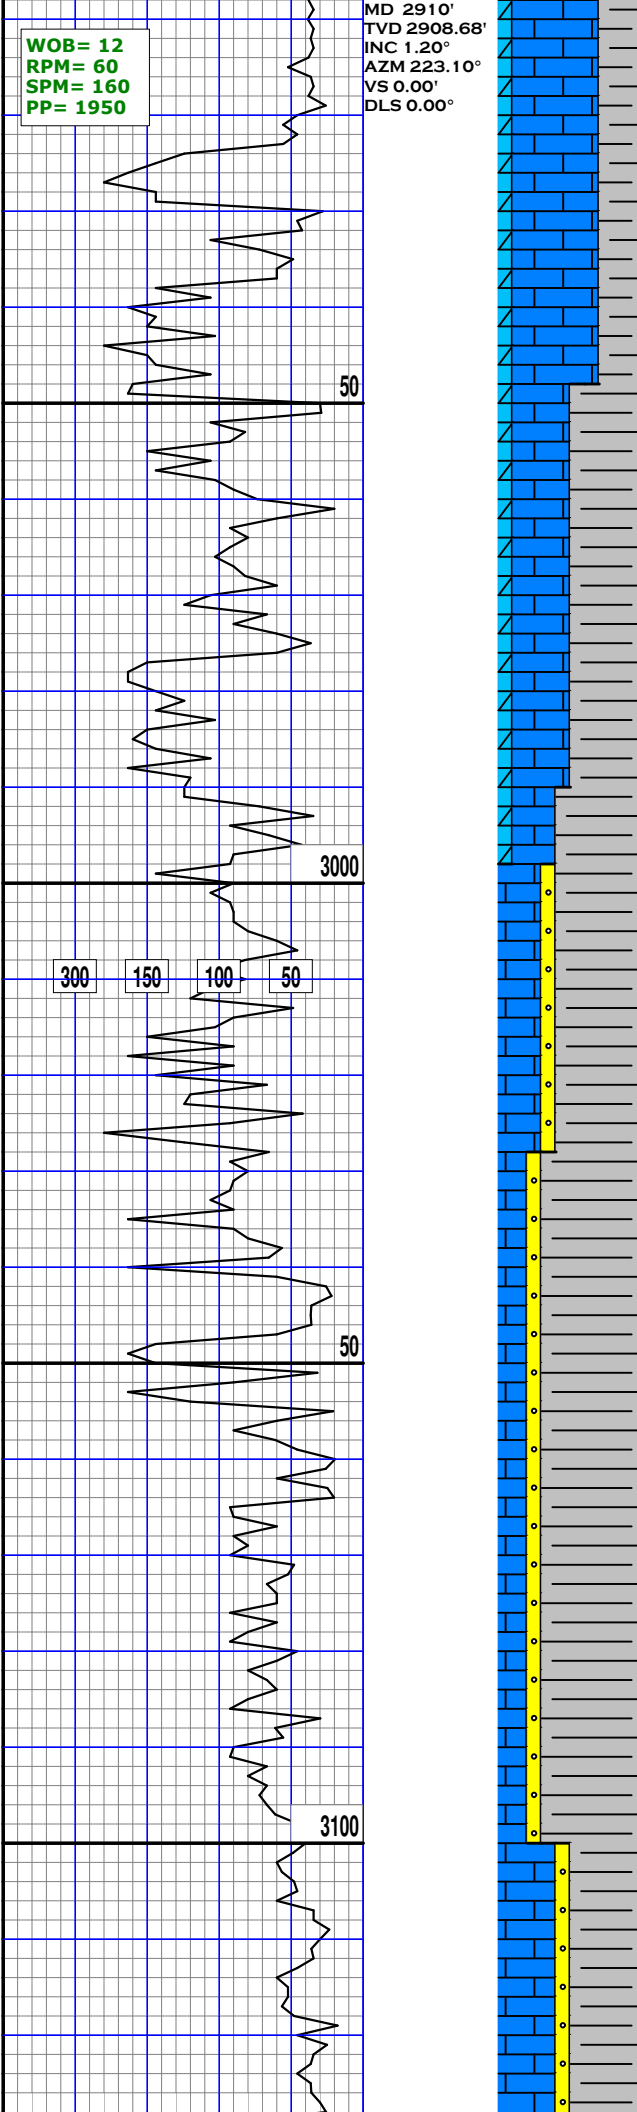 MD 2910'
TVD 2908.68'
INC 1.20°
AZM 223.10°
VS 0.00'
DLS 0.00°
WOB= 12
RPM= 60
SPM= 160
PP= 1950
50
3000
300 150 100 50
50
3100